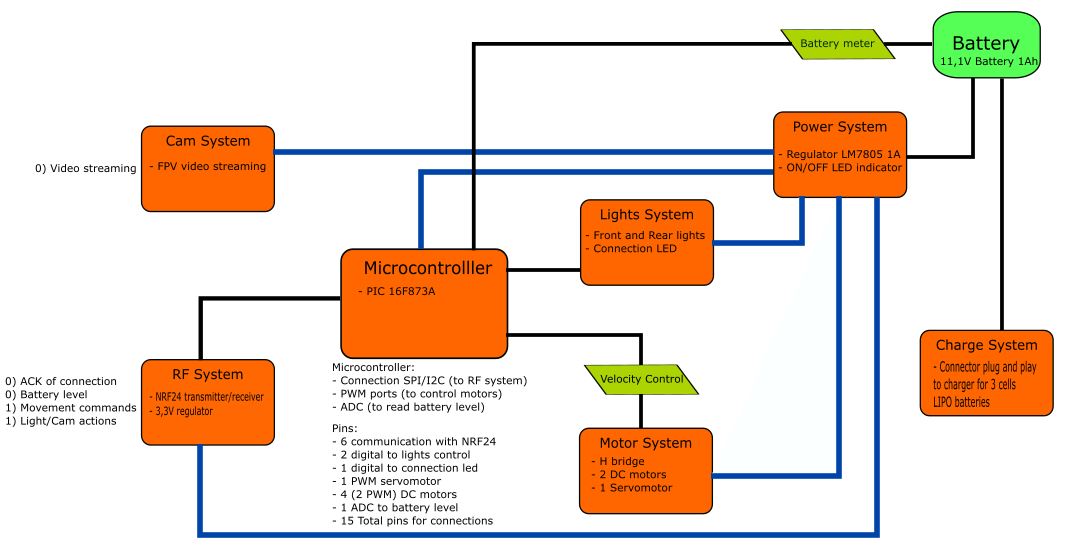 Battery meter
Battery
11,1V Battery 1Ah
Cam System
- FPV video streaming
0) Video streaming
Power System
- Regulator LM7805 1A
- ON/OFF LED indicator
Lights System
- Front and Rear lights
- Connection LED
Microcontrolller
- PIC 16F873A
Charge System
- Connector plug and play
to charger for 3 cells
LIPO batteries
RF System
- NRF24 transmitter/receiver
- 3,3V regulator
0) ACK of connection
0) Battery level
1) Movement commands
1) Light/Cam actions
Microcontroller:
- Connection SPI/I2C (to RF system)
- PWM ports (to control motors)
- ADC (to read battery level)
Pins:
- 6 communication with NRF24
- 2 digital to lights control
- 1 digital to connection led
- 1 PWM servomotor
- 4 (2 PWM) DC motors
- 1 ADC to battery level
- 15 Total pins for connections
Velocity Control
Motor System
- H bridge
- 2 DC motors
- 1 Servomotor